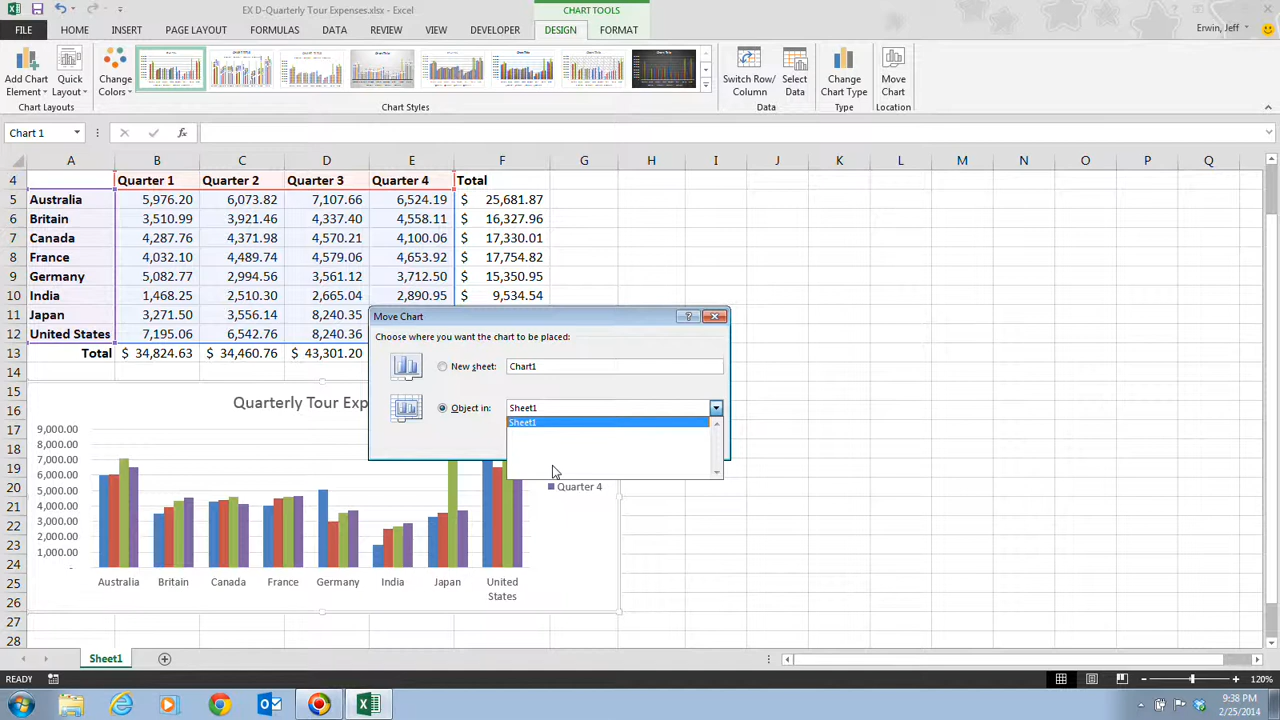 EX D-Quarterly Tour Expenses.xlsx - Excel
CHART TOOLS
FILE HOME INSERT PAGE LAYOUT FORMULAS DATA REVIEW VIEW DEVELOPER DESIGN FORMAT
Erwin, Jeff
Add Chart Element
Quick Layout
Change Colors
Switch Row/ Column
Select Data
Change Chart Type
Move Chart
Chart Layouts Chart Styles Data Type Location
Chart 1
fx
A B C D E F G H I J K L M N O P Q
4 Quarter 1 Quarter 2 Quarter 3 Quarter 4 Total
5 Australia 5,976.20 6,073.82 7,107.66 6,524.19 $ 25,681.87
6 Britain 3,510.99 3,921.46 4,337.40 4,558.11 $ 16,327.96
7 Canada 4,287.76 4,371.98 4,570.21 4,100.06 $ 17,330.01
8 France 4,032.10 4,489.74 4,579.06 4,653.92 $ 17,754.82
9 Germany 5,082.77 2,994.56 3,561.12 3,712.50 $ 15,350.95
10 India 1,468.25 2,510.30 2,665.04 2,890.95 $ 9,534.54
11 Japan 3,271.50 3,556.14 8,240.35
12 United States 7,195.06 6,542.76 8,240.36
13 Total $ 34,824.63 $ 34,460.76 $ 43,301.20
14
15
16
17
18
19
20
21
22
23
24
25
26
27
28
Move Chart
Choose where you want the chart to be placed:
New sheet: Chart1
Object in: Sheet1
Sheet1
Quarterly Tour Exp
9,000.00
8,000.00
7,000.00
6,000.00
5,000.00
4,000.00
3,000.00
2,000.00
1,000.00
-
Quarter 4
Australia Britain Canada France Germany India Japan United States
Sheet1
READY
120%
9:38 PM
2/25/2014